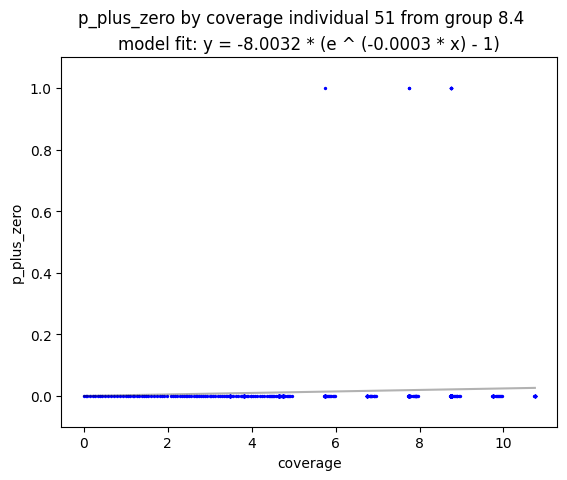 p_plus_zero by coverage individual 51 from group 8.4
model fit: y = -8.0032 * (e ^ (-0.0003 * x) - 1)
1.0
0.8
0.6
0.4
0.2
0.0
p_plus_zero
0 2 4 6 8 10
coverage